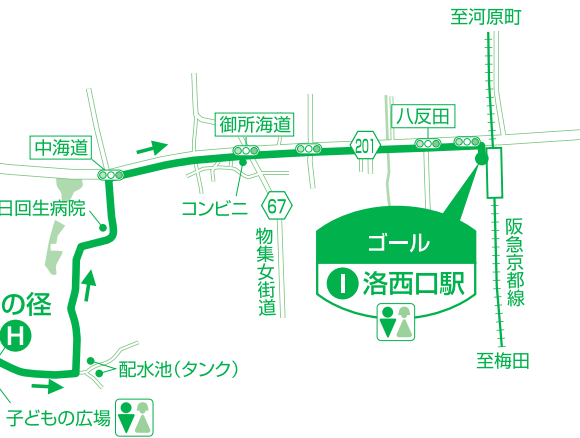 至河原町
御所海道
八反田
中海道
201
コンビニ
67
日回生病院
物集女街道
ゴール
I 洛西口駅
阪急京都線
の径
H
至梅田
配水池(タンク)
子どもの広場